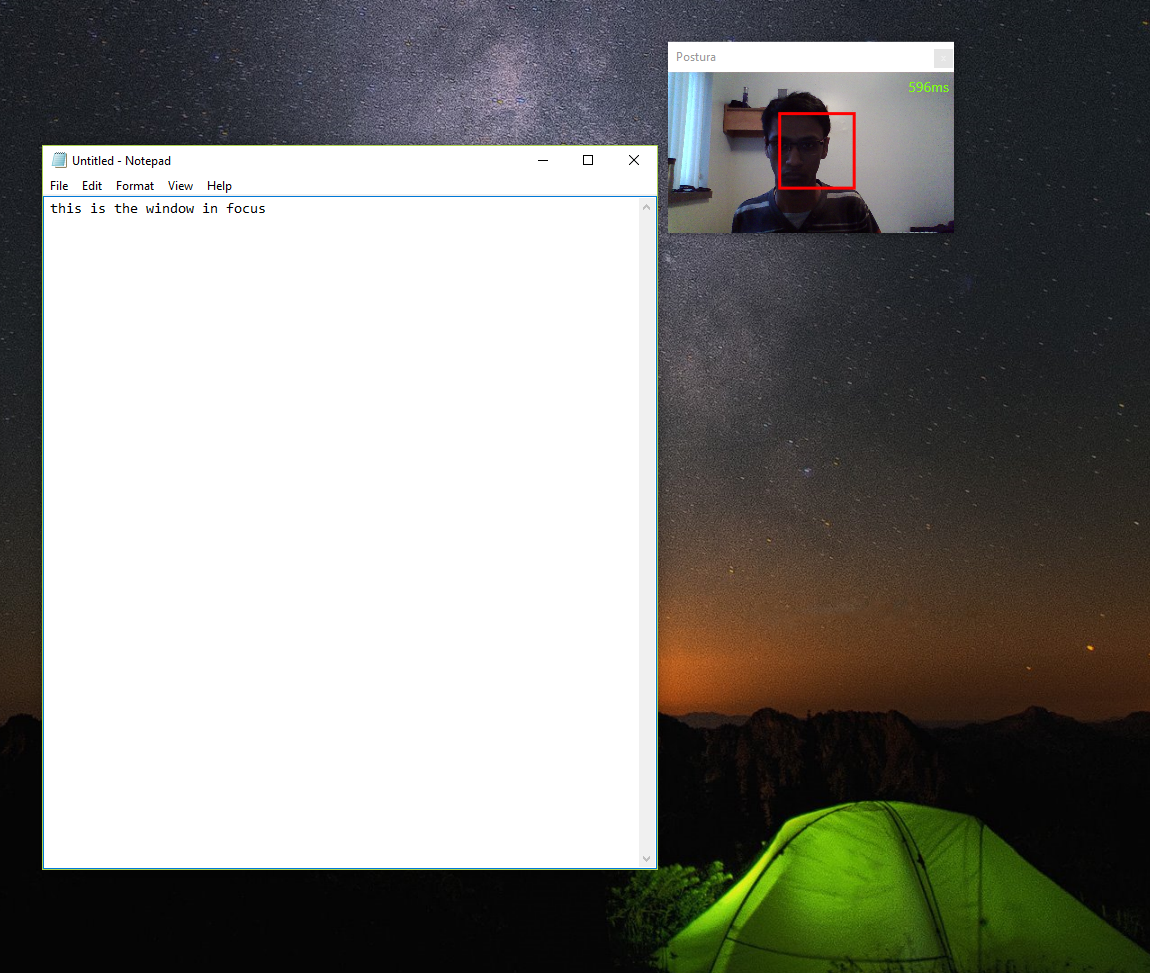 Postura
596ms
Untitled - Notepad
File Edit Format View Help
this is the window in focus